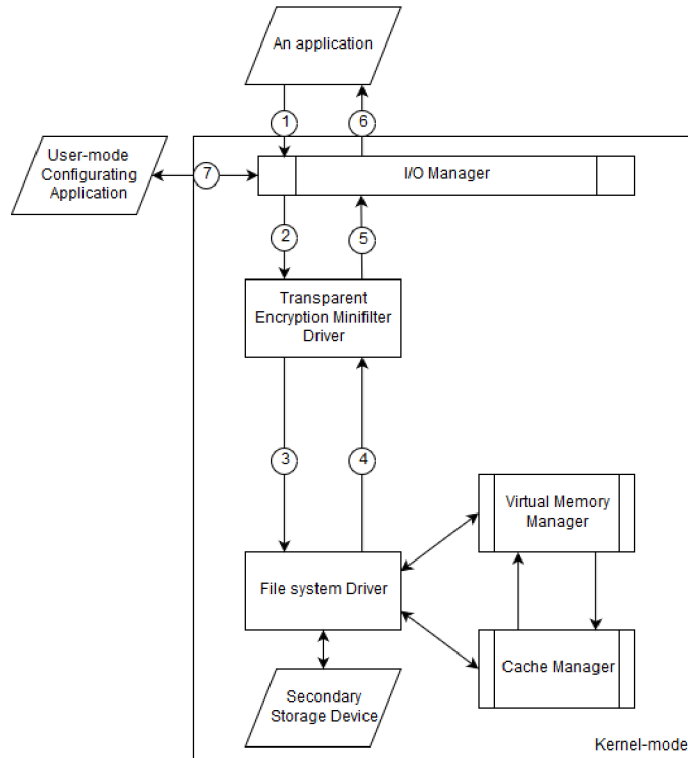 An application
1
6
User-mode
Configurating
Application
7
I/O Manager
2
5
Transparent
Encryption Minifilter
Driver
3
4
Virtual Memory
Manager
File system Driver
Cache Manager
Secondary
Storage Device
Kernel-mode